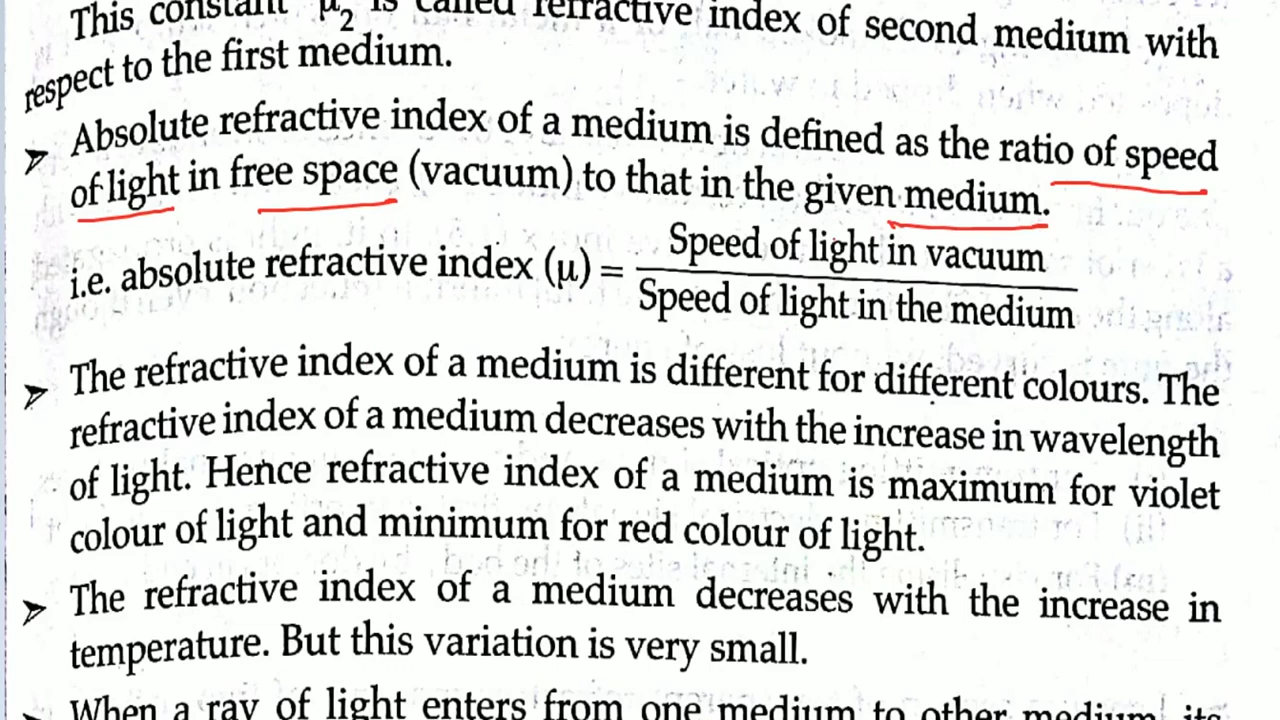 This constant μ2 is called refractive index of second medium with
respect to the first medium.
➢ Absolute refractive index of a medium is defined as the ratio of speed
of light in free space (vacuum) to that in the given medium.
i.e. absolute refractive index (μ) = Speed of light in vacuum
Speed of light in the medium
➢ The refractive index of a medium is different for different colours. The
refractive index of a medium decreases with the increase in wavelength
of light. Hence refractive index of a medium is maximum for violet
colour of light and minimum for red colour of light.
➢ The refractive index of a medium decreases with the increase in
temperature. But this variation is very small.
➢ When a ray of light enters from one medium to other medium, its